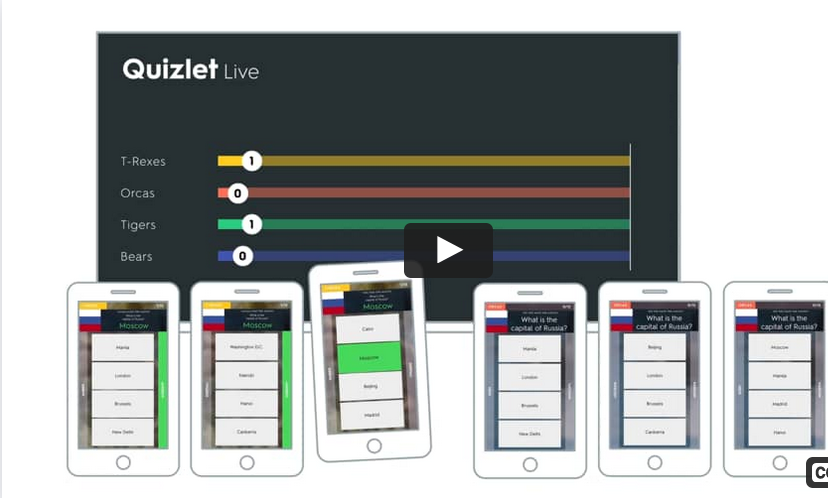 Quizlet Live
T-Rexes 1
Orcas 0
Tigers 1
Bears 0
Moscow
Manila
London
Brussels
New Delhi
Moscow
Washington D.C.
Nairobi
Hanoi
Canberra
Moscow
Cairo
Moscow
Beijing
Madrid
What is the
capital of Russia?
Manila
London
Brussels
New Delhi
What is the
capital of Russia?
Beijing
London
Brussels
Canberra
What is the
capital of Russia?
Moscow
Manila
Madrid
Hanoi